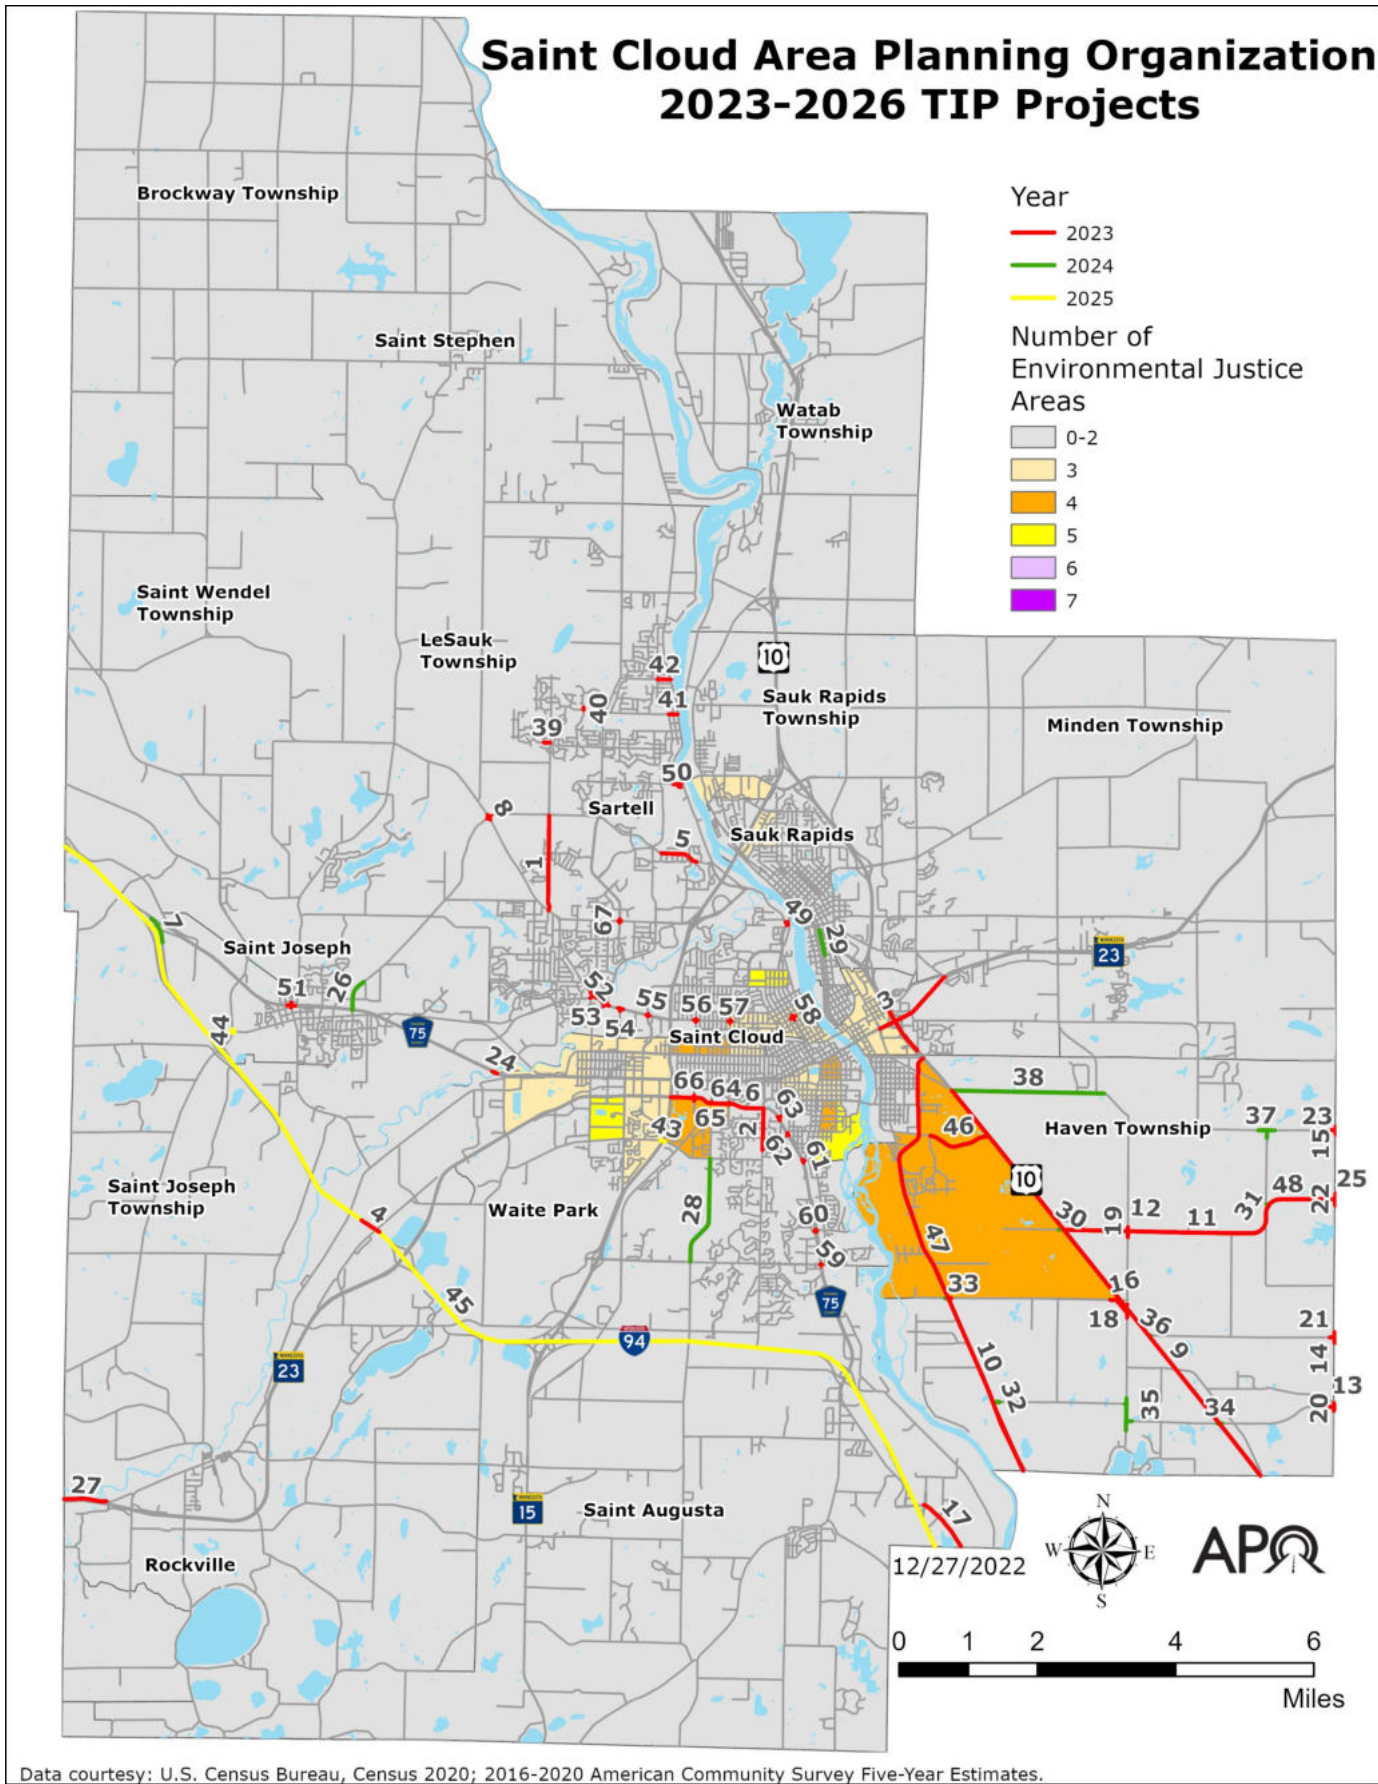 Saint Cloud Area Planning Organization
2023-2026 TIP Projects
Year
2023
2024
2025
Number of
Environmental Justice
Areas
0-2
3
4
5
6
7
Brockway Township
Saint Stephen
Watab
Township
Saint Wendel
Township
LeSauk
Township
10
Sauk Rapids
Township
Minden Township
42
41
40
39
50
8
Sartell
Sauk Rapids
5
1
67
49
29
7
Saint Joseph
MINNESOTA
23
51
26
52
53
54
55
56
57
58
3
Saint Cloud
44
75
24
38
66
64
6
65
63
2
62
61
43
46
Haven Township
37
23
15
10
25
48
22
31
Saint Joseph
Township
Waite Park
28
4
60
59
47
30
19
12
11
45
33
16
18
36
75
94
21
9
14
10
MINNESOTA
23
32
35
34
13
20
27
MINNESOTA
15
Saint Augusta
17
Rockville
12/27/2022
N
W
E
S
APO
0
1
2
4
6
Miles
Data courtesy: U.S. Census Bureau, Census 2020; 2016-2020 American Community Survey Five-Year Estimates.